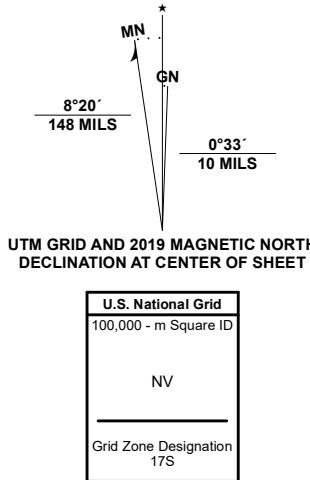 ★
MN
GN
8°20´
148 MILS
0°33´
10 MILS
UTM GRID AND 2019 MAGNETIC NORTH
DECLINATION AT CENTER OF SHEET
U.S. National Grid
100,000 - m Square ID
NV
Grid Zone Designation
17S